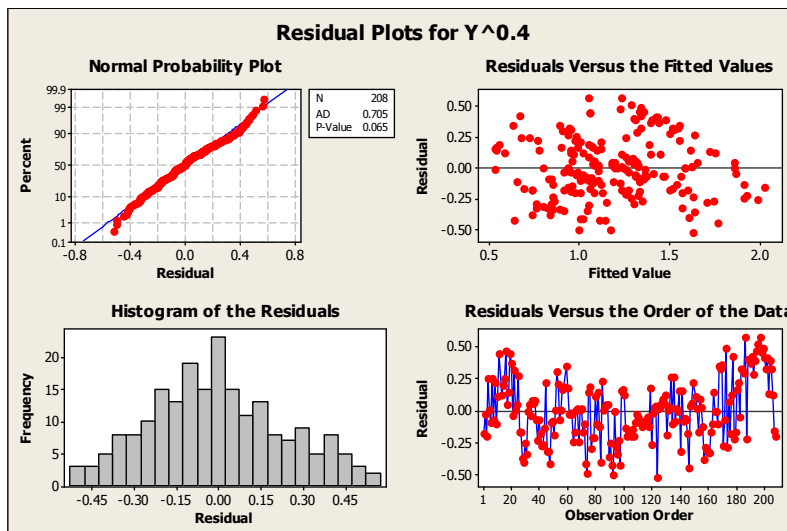 Residual Plots for Y^0.4
Normal Probability Plot
99.9
99
90
50
10
1
0.1
Percent
-0.8 -0.4 0.0 0.4 0.8
Residual
N 208
AD 0.705
P-Value 0.065
Residuals Versus the Fitted Values
0.50
0.25
0.00
-0.25
-0.50
Residual
0.5 1.0 1.5 2.0
Fitted Value
Histogram of the Residuals
20
15
10
5
0
Frequency
-0.45 -0.30 -0.15 0.00 0.15 0.30 0.45
Residual
Residuals Versus the Order of the Data
0.50
0.25
0.00
-0.25
-0.50
Residual
1 20 40 60 80 100 120 140 160 180 200
Observation Order